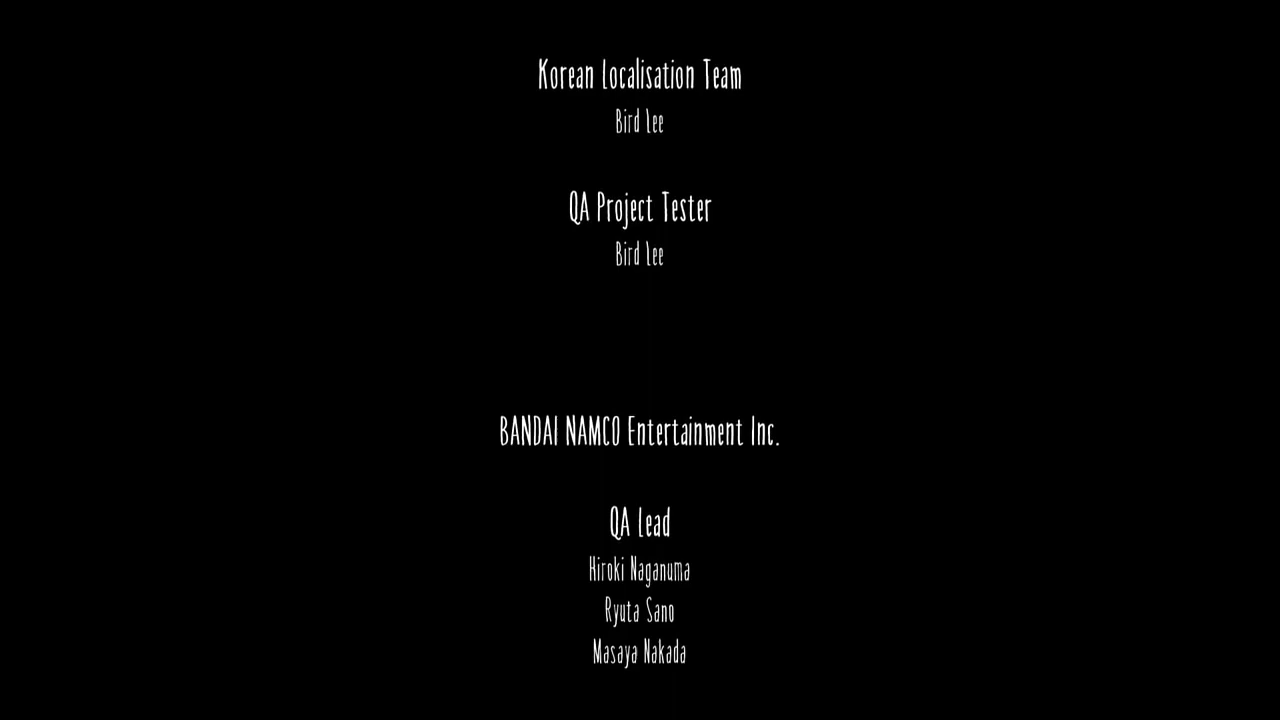 Korean Localisation Team
Bird Lee
QA Project Tester
Bird Lee
BANDAI NAMCO Entertainment Inc.
QA Lead
Hiroki Naganuma
Ryuta Sano
Masaya Nakada